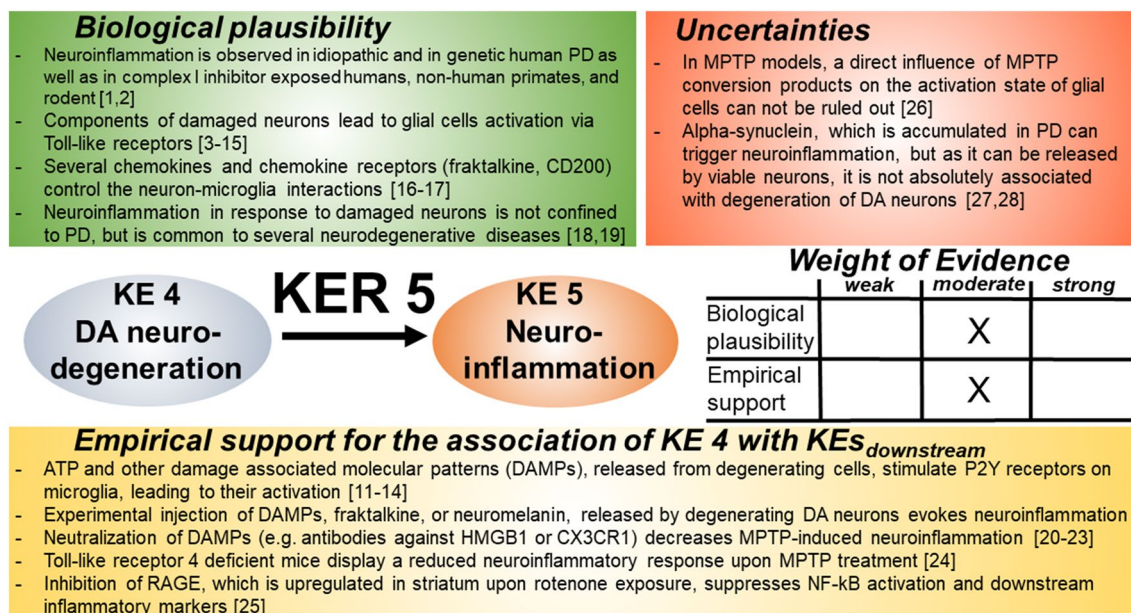 Biological plausibility
- Neuroinflammation is observed in idiopathic and in genetic human PD as
well as in complex I inhibitor exposed humans, non-human primates, and
rodent [1,2]
- Components of damaged neurons lead to glial cells activation via
Toll-like receptors [3-15]
- Several chemokines and chemokine receptors (fraktalkine, CD200)
control the neuron-microglia interactions [16-17]
- Neuroinflammation in response to damaged neurons is not confined
to PD, but is common to several neurodegenerative diseases [18,19]
Uncertainties
- In MPTP models, a direct influence of MPTP
conversion products on the activation state of glial
cells can not be ruled out [26]
- Alpha-synuclein, which is accumulated in PD can
trigger neuroinflammation, but as it can be released
by viable neurons, it is not absolutely associated
with degeneration of DA neurons [27,28]
KE 4
DA neuro-
degeneration
KER 5
KE 5
Neuro-
inflammation
Weight of Evidence
weak moderate strong
Biological
plausibility X
Empirical
support X
Empirical support for the association of KE 4 with KEs downstream
- ATP and other damage associated molecular patterns (DAMPs), released from degenerating cells, stimulate P2Y receptors on
microglia, leading to their activation [11-14]
- Experimental injection of DAMPs, fraktalkine, or neuromelanin, released by degenerating DA neurons evokes neuroinflammation
- Neutralization of DAMPs (e.g. antibodies against HMGB1 or CX3CR1) decreases MPTP-induced neuroinflammation [20-23]
- Toll-like receptor 4 deficient mice display a reduced neuroinflammatory response upon MPTP treatment [24]
- Inhibition of RAGE, which is upregulated in striatum upon rotenone exposure, suppresses NF-kB activation and downstream
inflammatory markers [25]